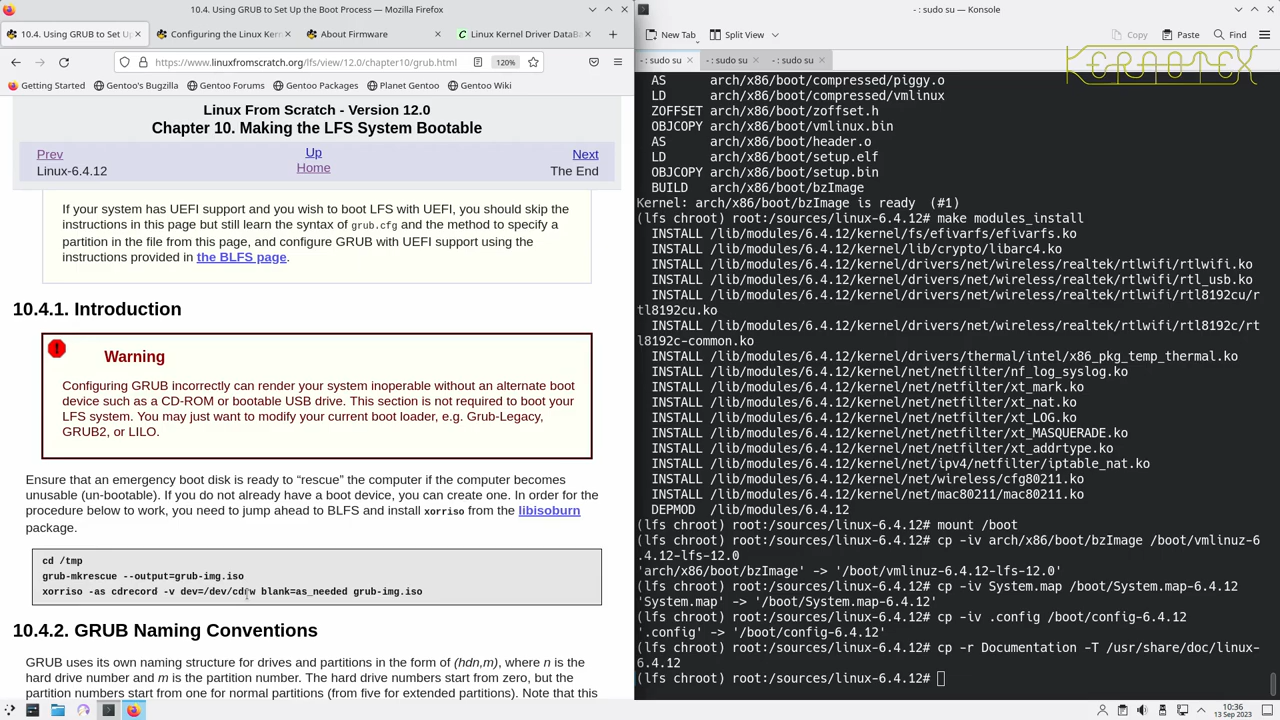 10.4. Using GRUB to Set Up the Boot Process — Mozilla Firefox
10.4. Using GRUB to Set Up
Configuring the Linux Kern
About Firmware
Linux Kernel Driver DataBa
https://www.linuxfromscratch.org/lfs/view/12.0/chapter10/grub.html
120%
Getting Started
Gentoo's Bugzilla
Gentoo Forums
Gentoo Packages
Planet Gentoo
Gentoo Wiki
Linux From Scratch - Version 12.0
Chapter 10. Making the LFS System Bootable
Prev
Up
Next
Linux-6.4.12
Home
The End
If your system has UEFI support and you wish to boot LFS with UEFI, you should skip the
instructions in this page but still learn the syntax of grub.cfg and the method to specify a
partition in the file from this page, and configure GRUB with UEFI support using the
instructions provided in the BLFS page.
10.4.1. Introduction
Warning
Configuring GRUB incorrectly can render your system inoperable without an alternate boot
device such as a CD-ROM or bootable USB drive. This section is not required to boot your
LFS system. You may just want to modify your current boot loader, e.g. Grub-Legacy,
GRUB2, or LILO.
Ensure that an emergency boot disk is ready to “rescue” the computer if the computer becomes
unusable (un-bootable). If you do not already have a boot device, you can create one. In order for the
procedure below to work, you need to jump ahead to BLFS and install xorriso from the libisoburn
package.
cd /tmp
grub-mkrescue --output=grub-img.iso
xorriso -as cdrecord -v dev=/dev/cdrw blank=as_needed grub-img.iso
10.4.2. GRUB Naming Conventions
GRUB uses its own naming structure for drives and partitions in the form of (hdn,m), where n is the
hard drive number and m is the partition number. The hard drive numbers start from zero, but the
partition numbers start from one for normal partitions (from five for extended partitions). Note that this
- : sudo su — Konsole
New Tab
Split View
Copy
Paste
Find
KERNOTEX
- : sudo su
- : sudo su
- : sudo su
AS arch/x86/boot/compressed/piggy.o
LD arch/x86/boot/compressed/vmlinux
ZOFFSET arch/x86/boot/zoffset.h
OBJCOPY arch/x86/boot/vmlinux.bin
AS arch/x86/boot/header.o
LD arch/x86/boot/setup.elf
OBJCOPY arch/x86/boot/setup.bin
BUILD arch/x86/boot/bzImage
Kernel: arch/x86/boot/bzImage is ready (#1)
(lfs chroot) root:/sources/linux-6.4.12# make modules_install
INSTALL /lib/modules/6.4.12/kernel/fs/efivarfs/efivarfs.ko
INSTALL /lib/modules/6.4.12/kernel/lib/crypto/libarc4.ko
INSTALL /lib/modules/6.4.12/kernel/drivers/net/wireless/realtek/rtlwifi/rtlwifi.ko
INSTALL /lib/modules/6.4.12/kernel/drivers/net/wireless/realtek/rtlwifi/rtl_usb.ko
INSTALL /lib/modules/6.4.12/kernel/drivers/net/wireless/realtek/rtlwifi/rtl8192cu/r
tl8192cu.ko
INSTALL /lib/modules/6.4.12/kernel/drivers/net/wireless/realtek/rtlwifi/rtl8192c/rt
l8192c-common.ko
INSTALL /lib/modules/6.4.12/kernel/drivers/thermal/intel/x86_pkg_temp_thermal.ko
INSTALL /lib/modules/6.4.12/kernel/net/netfilter/nf_log_syslog.ko
INSTALL /lib/modules/6.4.12/kernel/net/netfilter/xt_mark.ko
INSTALL /lib/modules/6.4.12/kernel/net/netfilter/xt_nat.ko
INSTALL /lib/modules/6.4.12/kernel/net/netfilter/xt_LOG.ko
INSTALL /lib/modules/6.4.12/kernel/net/netfilter/xt_MASQUERADE.ko
INSTALL /lib/modules/6.4.12/kernel/net/netfilter/xt_addrtype.ko
INSTALL /lib/modules/6.4.12/kernel/net/ipv4/netfilter/iptable_nat.ko
INSTALL /lib/modules/6.4.12/kernel/net/wireless/cfg80211.ko
INSTALL /lib/modules/6.4.12/kernel/net/mac80211/mac80211.ko
DEPMOD /lib/modules/6.4.12
(lfs chroot) root:/sources/linux-6.4.12# mount /boot
(lfs chroot) root:/sources/linux-6.4.12# cp -iv arch/x86/boot/bzImage /boot/vmlinuz-6
.4.12-lfs-12.0
'arch/x86/boot/bzImage' -> '/boot/vmlinuz-6.4.12-lfs-12.0'
(lfs chroot) root:/sources/linux-6.4.12# cp -iv System.map /boot/System.map-6.4.12
'System.map' -> '/boot/System.map-6.4.12'
(lfs chroot) root:/sources/linux-6.4.12# cp -iv .config /boot/config-6.4.12
'.config' -> '/boot/config-6.4.12'
(lfs chroot) root:/sources/linux-6.4.12# cp -r Documentation -T /usr/share/doc/linux-
6.4.12
(lfs chroot) root:/sources/linux-6.4.12#
10:36
13 Sep 2023